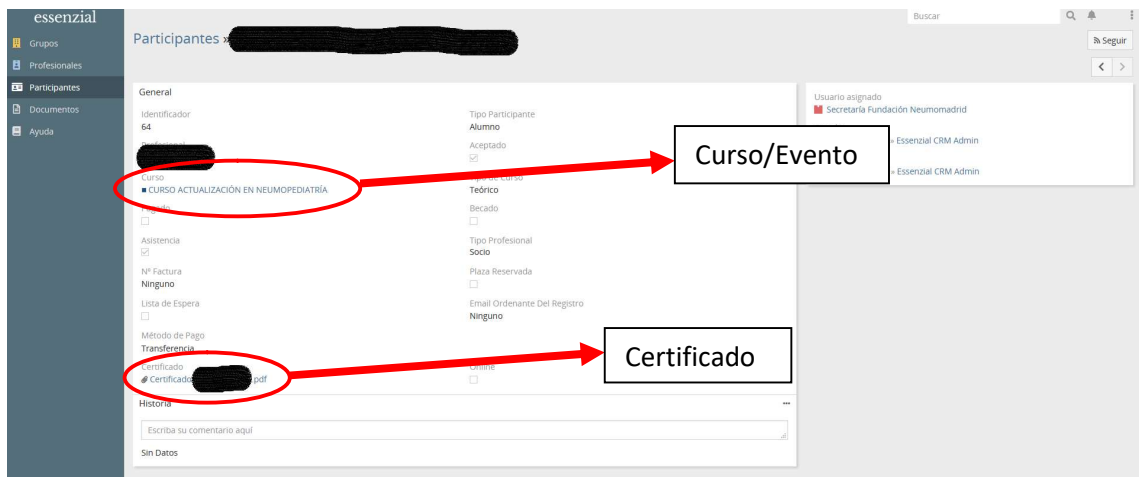 essenzial
Buscar
Grupos
Profesionales
Participantes
Documentos
Ayuda
Participantes »
Seguir
General
Identificador
64
Tipo Participante
Alumno
Aceptado
Curso
CURSO ACTUALIZACIÓN EN NEUMOPEDIATRÍA
Teórico
Becado
Asistencia
Tipo Profesional
Socio
Nº Factura
Ninguno
Plaza Reservada
Lista de Espera
Email Ordenante Del Registro
Ninguno
Método de Pago
Transferencia
Certificado
Certificado
.pdf
Online
Historia
Escriba su comentario aquí
Sin Datos
Usuario asignado
Secretaría Fundación Neumomadrid
» Essenzial CRM Admin
» Essenzial CRM Admin
Curso/Evento
Certificado